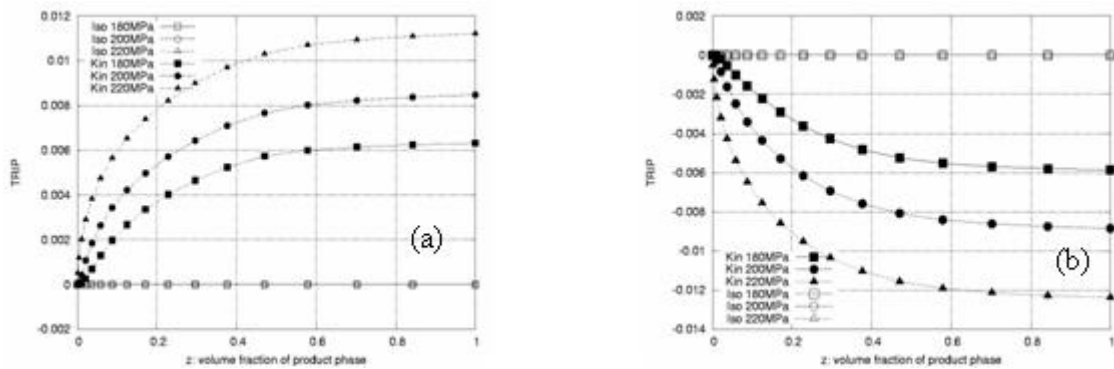 0.012
0.01
0.008
0.006
0.004
0.002
0
-0.002
TRIP
Iso 180MPa
Iso 200MPa
Iso 220MPa
Kin 180MPa
Kin 200MPa
Kin 220MPa
(a)
0 0.2 0.4 0.6 0.8 1
z: volume fraction of product phase
0.002
0
-0.002
-0.004
-0.006
-0.008
-0.01
-0.012
-0.014
TRIP
Kin 180MPa
Kin 200MPa
Kin 220MPa
Iso 180MPa
Iso 200MPa
Iso 220MPa
(b)
0 0.2 0.4 0.6 0.8 1
z: volume fraction of product phase